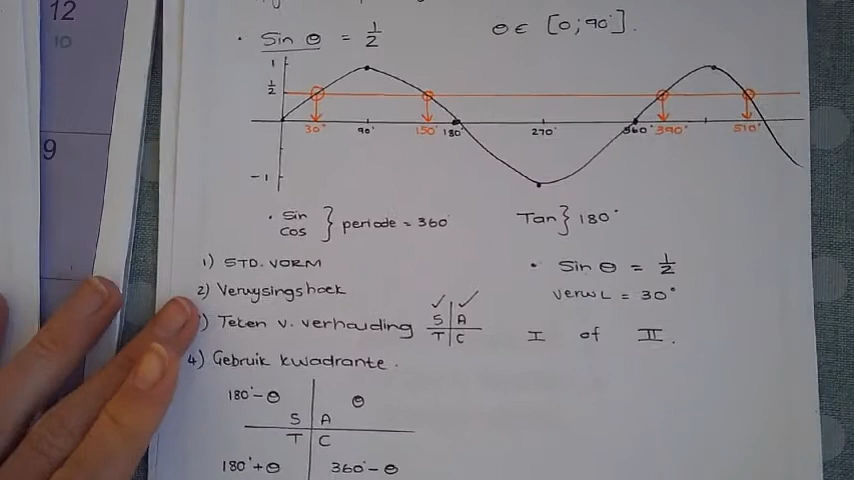 12
10
9
• Sin θ = 1/2
θ ∈ [0; 90°].
1
1/2
-1
30° 90° 150° 180° 270° 360° 390° 510°
• Sin
Cos } periode = 360°
Tan } 180°
1) STD. VORM
2) Verwysingshoek
3) Teken v. verhouding
S A
T C
4) Gebruik kwadrante.
• Sin θ = 1/2
verw L = 30°
I of II.
180°-θ θ
S A
T C
180°+θ 360°-θ